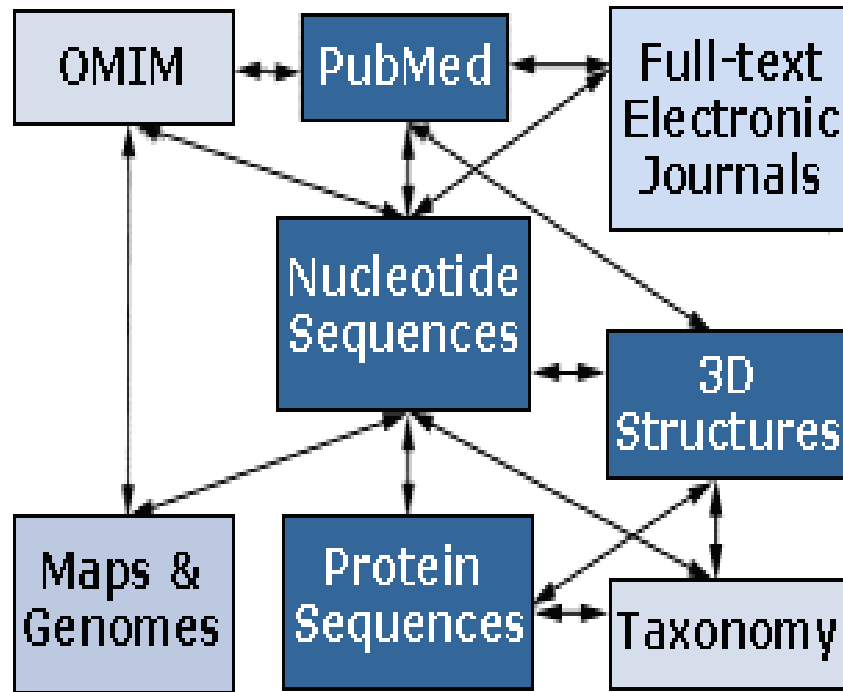 OMIM
PubMed
Full-text
Electronic
Journals
Nucleotide
Sequences
3D
Structures
Maps &
Genomes
Protein
Sequences
Taxonomy